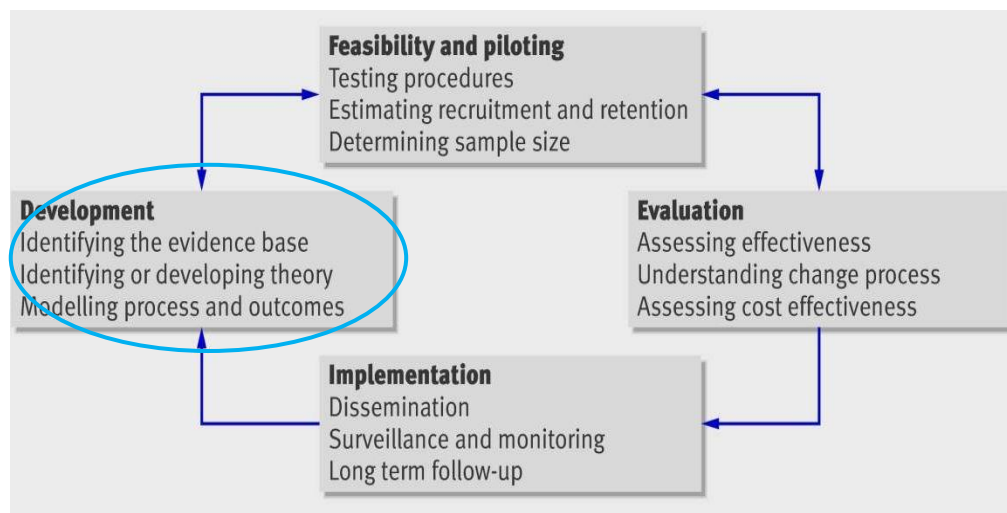 Feasibility and piloting
Testing procedures
Estimating recruitment and retention
Determining sample size
Development
Identifying the evidence base
Identifying or developing theory
Modelling process and outcomes
Evaluation
Assessing effectiveness
Understanding change process
Assessing cost effectiveness
Implementation
Dissemination
Surveillance and monitoring
Long term follow-up